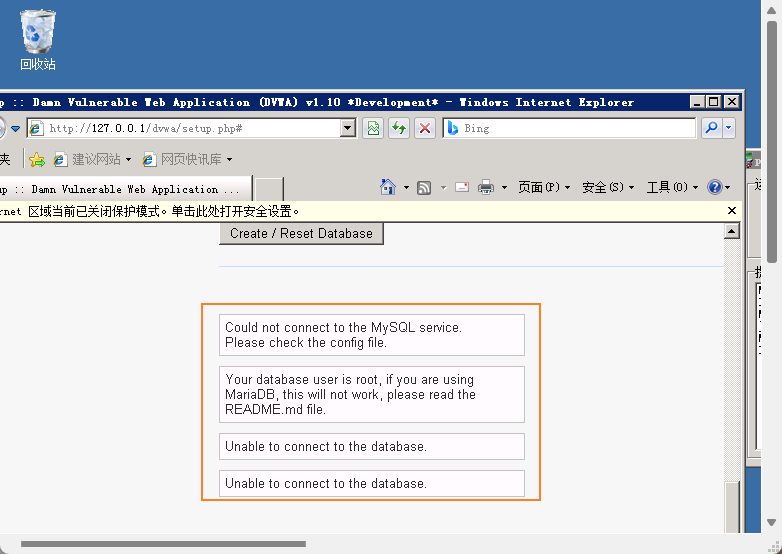 回收站
p :: Damn Vulnerable Web Application (DVWA) v1.10 *Development* - Windows Internet Explorer
http://127.0.0.1/dvwa/setup.php#
Bing
夹
建议网站
网页快讯库
up :: Damn Vulnerable Web Application ...
页面(P)
安全(S)
工具(O)
rnet 区域当前已关闭保护模式。单击此处打开安全设置。
Create / Reset Database
Could not connect to the MySQL service.
Please check the config file.
Your database user is root, if you are using
MariaDB, this will not work, please read the
README.md file.
Unable to connect to the database.
Unable to connect to the database.